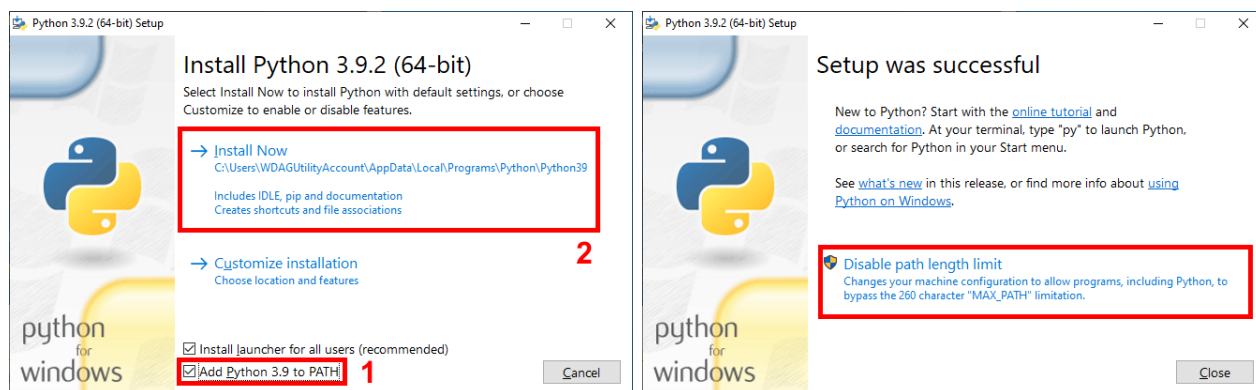 Python 3.9.2 (64-bit) Setup
Install Python 3.9.2 (64-bit)
Select Install Now to install Python with default settings, or choose
Customize to enable or disable features.
Install Now
C:\Users\WDAGUtilityAccount\AppData\Local\Programs\Python\Python39
Includes IDLE, pip and documentation
Creates shortcuts and file associations
2
Customize installation
Choose location and features
Install launcher for all users (recommended)
Add Python 3.9 to PATH
1
Cancel
python
for
windows
Python 3.9.2 (64-bit) Setup
Setup was successful
New to Python? Start with the online tutorial and
documentation. At your terminal, type "py" to launch Python,
or search for Python in your Start menu.
See what's new in this release, or find more info about using
Python on Windows.
Disable path length limit
Changes your machine configuration to allow programs, including Python, to
bypass the 260 character "MAX_PATH" limitation.
python
for
windows
Close